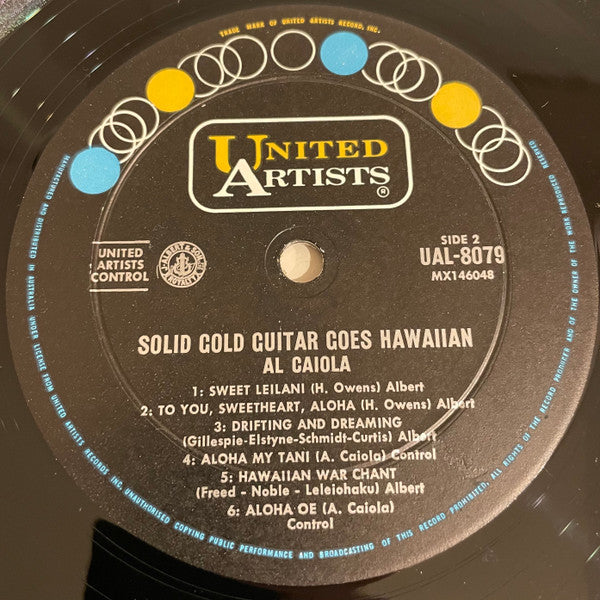 TRADE MARK OF UNITED ARTISTS RECORDS, INC.
UNITED
ARTISTS
®
UNITED
ARTISTS
CONTROL
J. ALBERT & SON
ROYALTY
SIDE 2
UAL-8079
MX146048
SOLID GOLD GUITAR GOES HAWAIIAN
AL CAIOLA
1: SWEET LEILANI (H. Owens) Albert
2: TO YOU, SWEETHEART, ALOHA (H. Owens) Albert
3: DRIFTING AND DREAMING
(Gillespie-Elstyne-Schmidt-Curtis) Albert
4: ALOHA MY TANI (A. Caiola) Control
5: HAWAIIAN WAR CHANT
(Freed - Noble - Leleiohaku) Albert
6: ALOHA OE (A. Caiola)
Control
MANUFACTURED AND DISTRIBUTED IN AUSTRALIA UNDER LICENSE FROM UNITED ARTISTS RECORDS INC. UNAUTHORISED COPYING PUBLIC PERFORMANCE AND BROADCASTING OF THIS RECORD PROHIBITED, ALL RIGHTS OF THE RECORD PRODUCER AND OF THE OWNER OF THE WORK REPRODUCED RESERVED